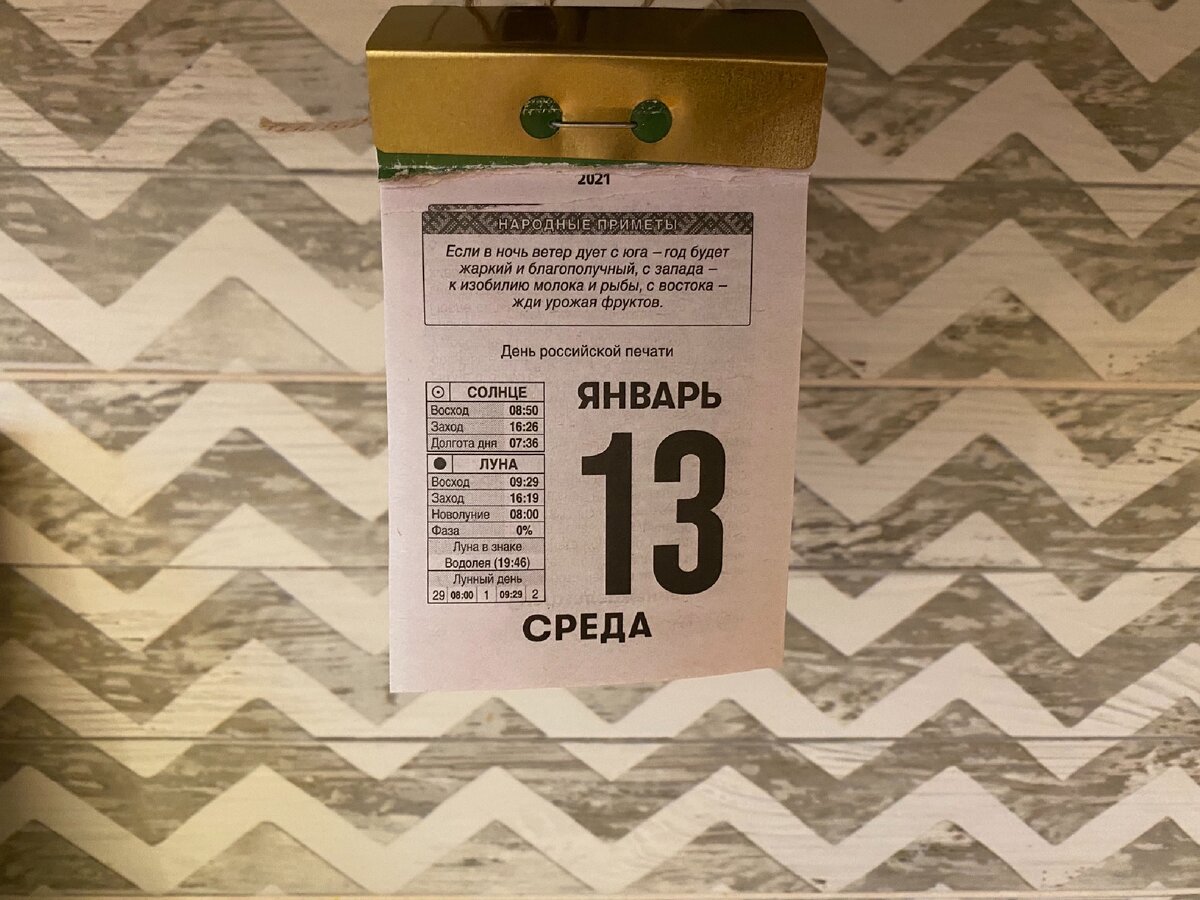 2021
НАРОДНЫЕ ПРИМЕТЫ
Если в ночь ветер дует с юга – год будет
жаркий и благополучный, с запада –
к изобилию молока и рыбы, с востока –
жди урожая фруктов.
День российской печати
СОЛНЦЕ
Восход 08:50
Заход 16:26
Долгота дня 07:36
ЛУНА
Восход 09:29
Заход 16:19
Новолуние 08:00
Фаза 0%
Луна в знаке
Водолея (19:46)
Лунный день
29 08:00 1 09:29 2
ЯНВАРЬ
13
СРЕДА